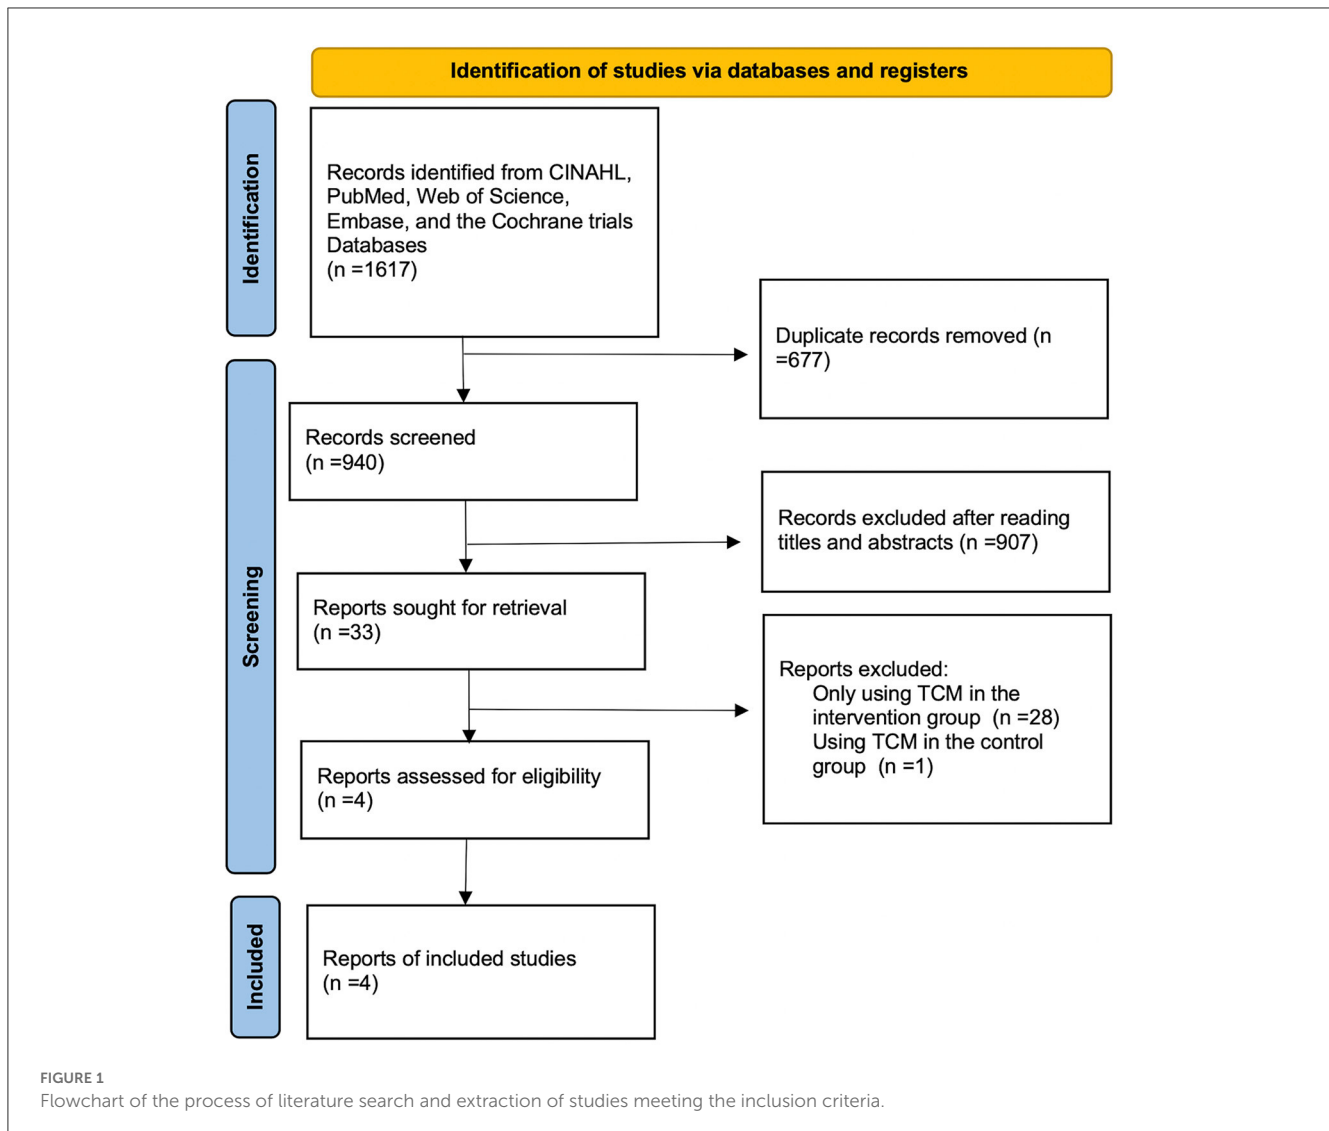 Identification of studies via databases and registers
Identification
Records identified from CINAHL,
PubMed, Web of Science,
Embase, and the Cochrane trials
Databases
(n =1617)
Duplicate records removed (n
=677)
Screening
Records screened
(n =940)
Records excluded after reading
titles and abstracts (n =907)
Reports sought for retrieval
(n =33)
Reports excluded:
Only using TCM in the
intervention group (n =28)
Using TCM in the control
group (n =1)
Reports assessed for eligibility
(n =4)
Included
Reports of included studies
(n =4)
FIGURE 1
Flowchart of the process of literature search and extraction of studies meeting the inclusion criteria.